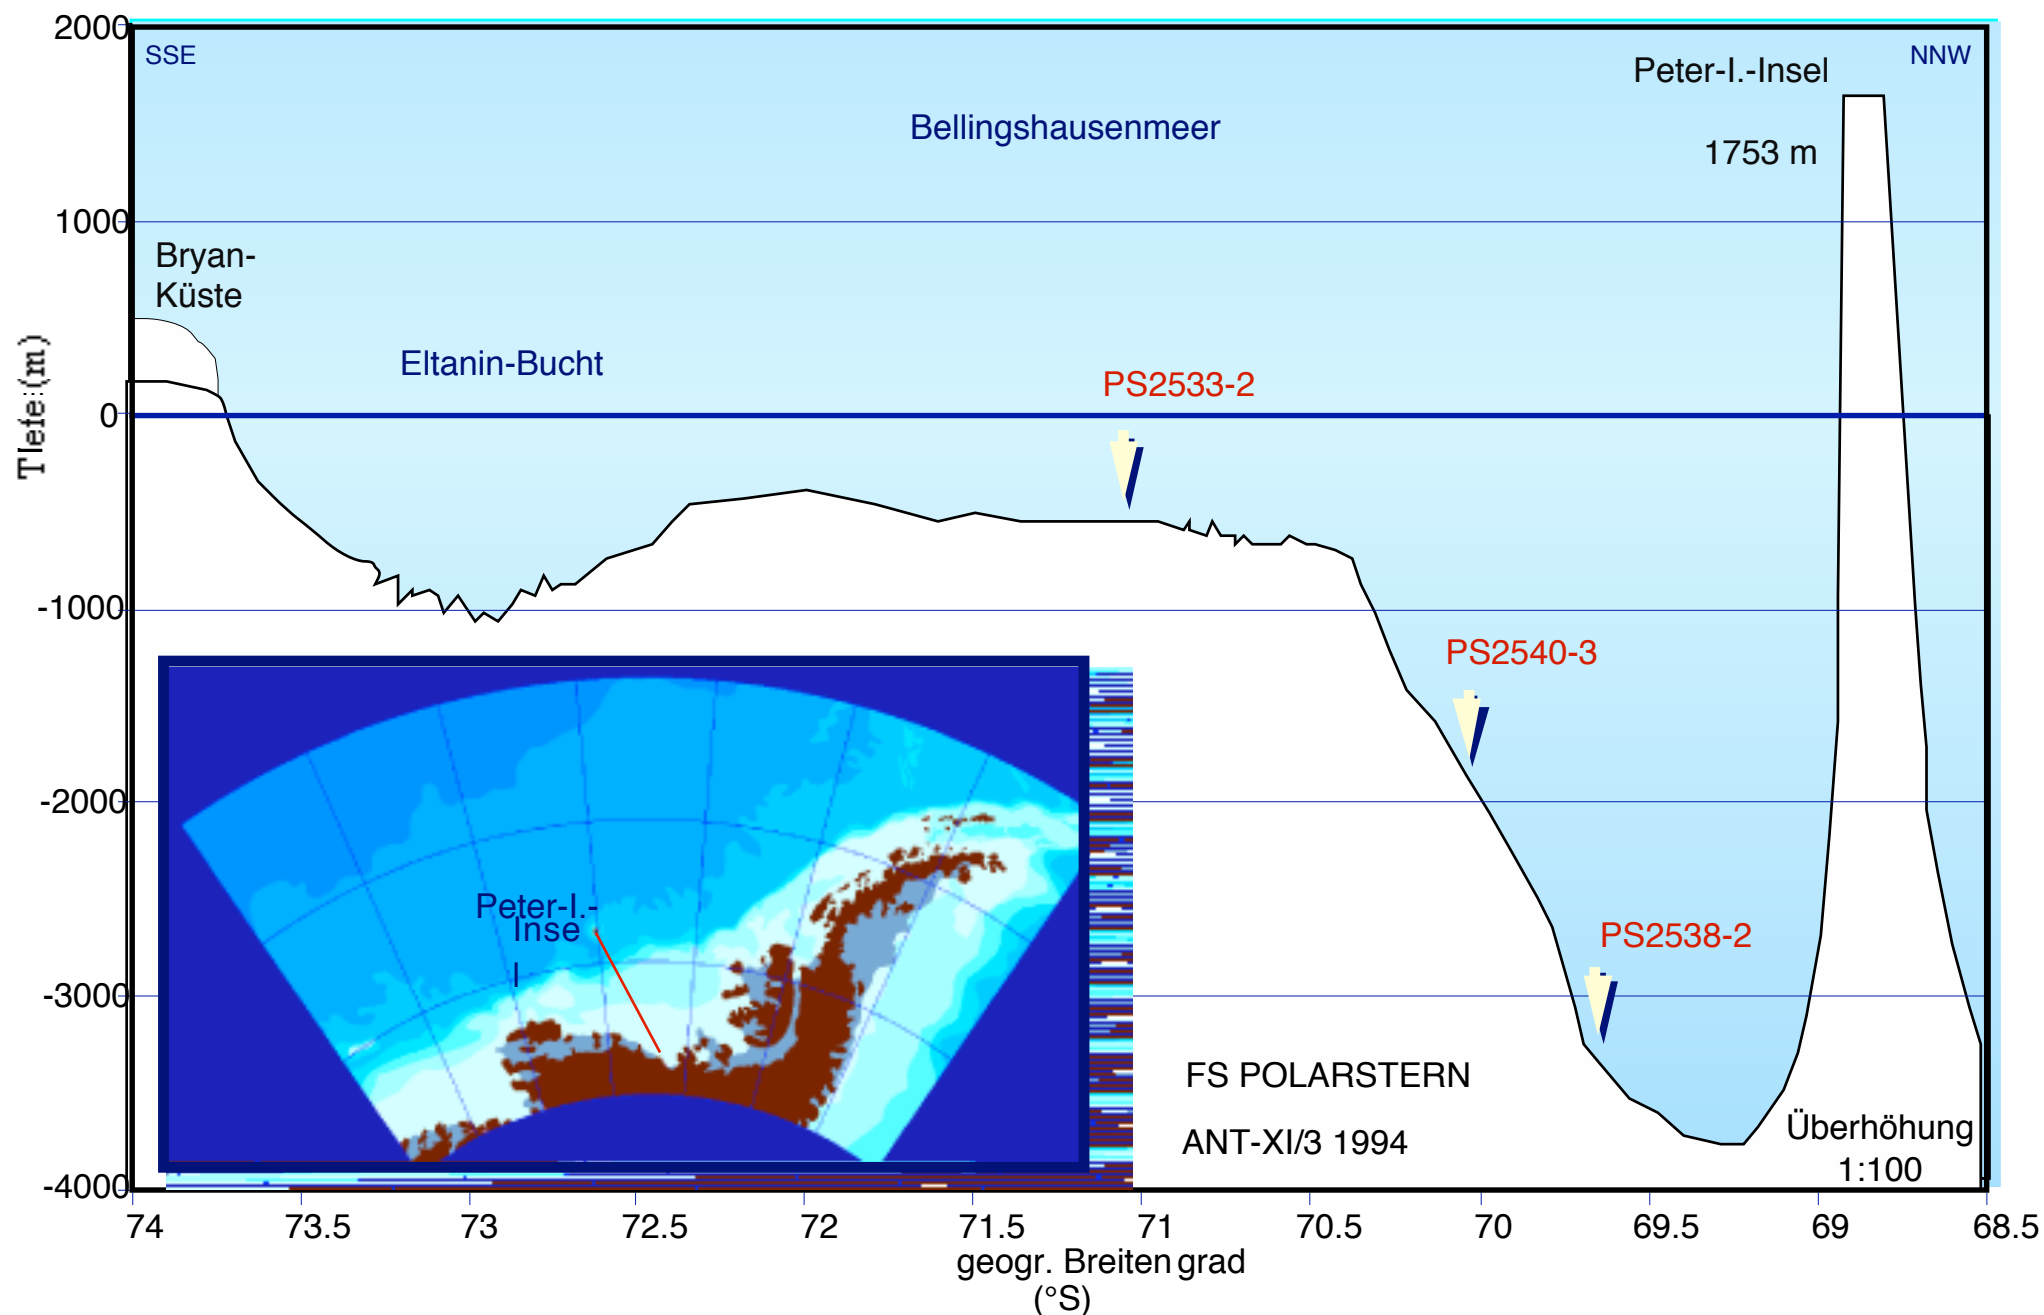 2000
SSE
NNW
Peter-I.-Insel
Bellingshausenmeer
1753 m
1000
Bryan-
Küste
Eltanin-Bucht
PS2533-2
0
Tiefe:(m)
-1000
PS2540-3
-2000
Peter-I.-
Inse
l
PS2538-2
-3000
FS POLARSTERN
ANT-XI/3 1994
Überhöhung
1:100
-4000
74 73.5 73 72.5 72 71.5 71 70.5 70 69.5 69 68.5
geogr. Breitengrad
(°S)